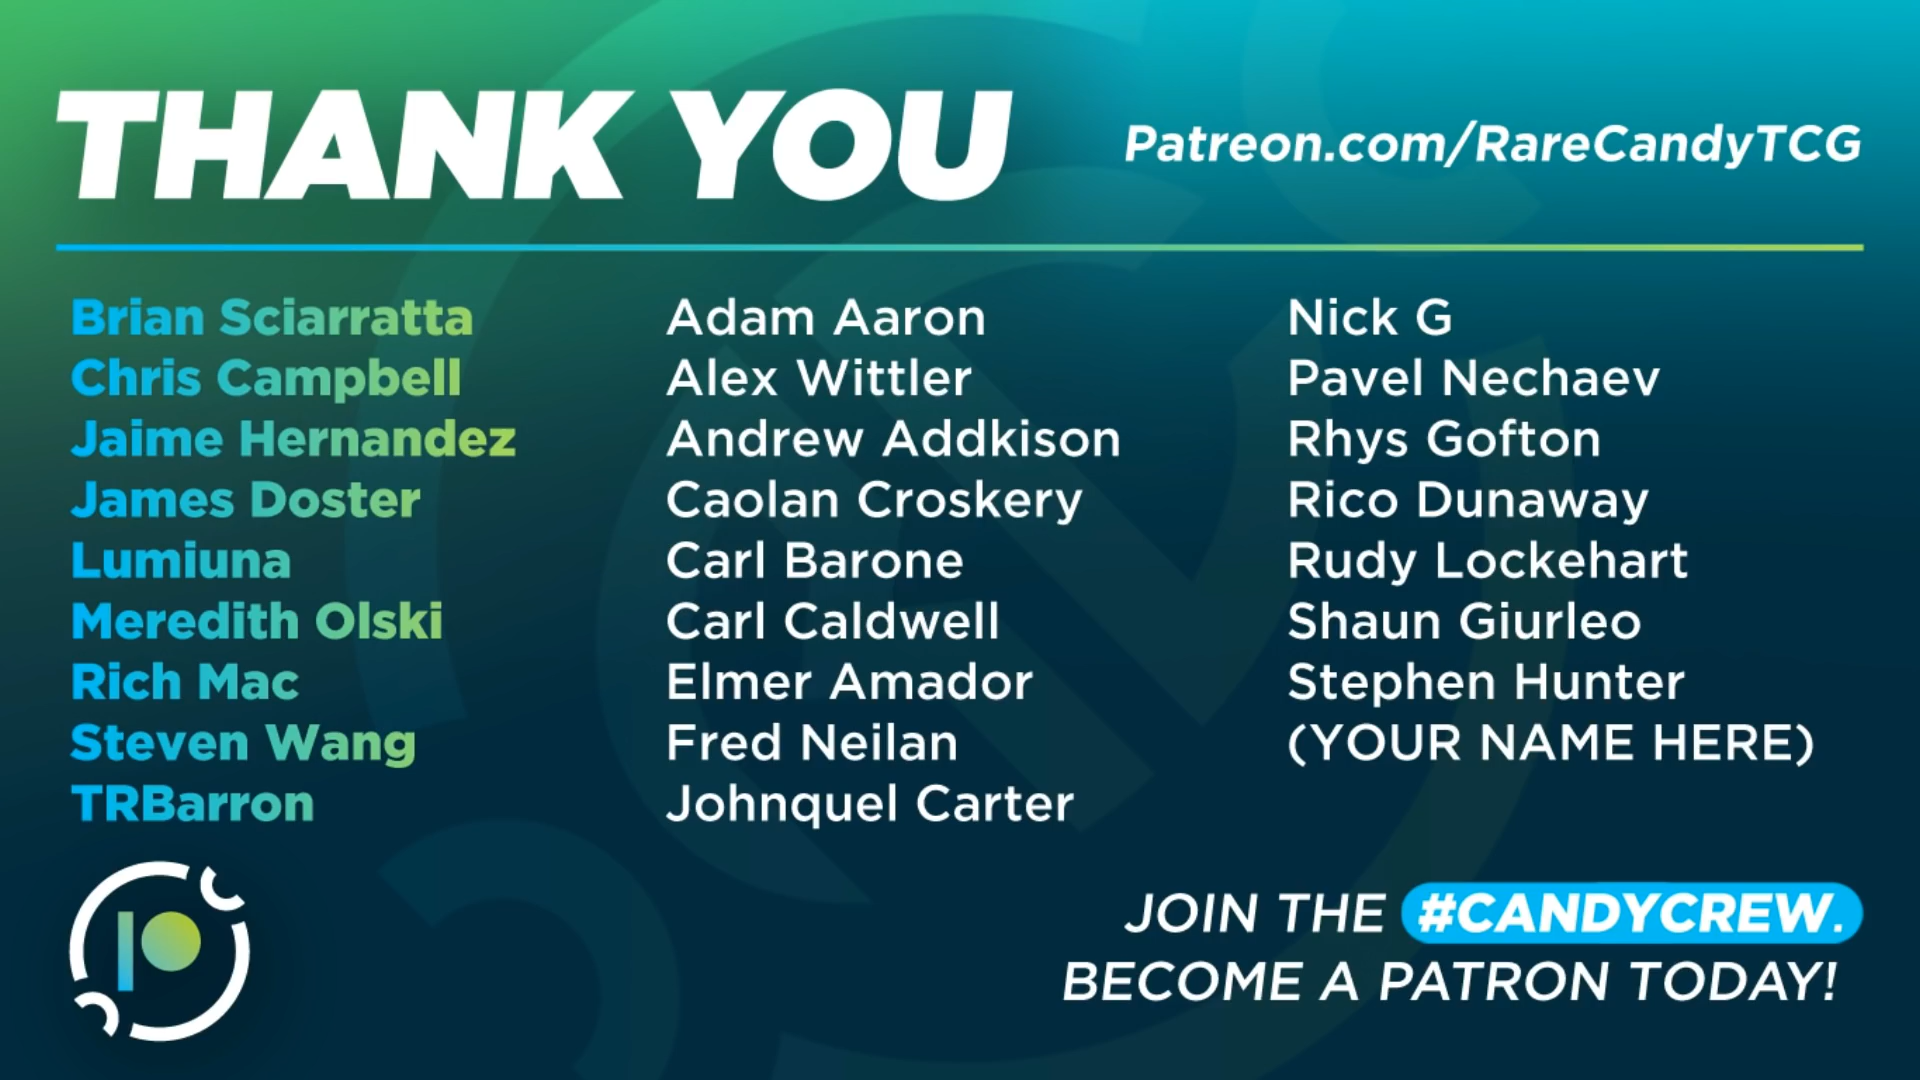 THANK YOU
Patreon.com/RareCandyTCG
Brian Sciarratta
Chris Campbell
Jaime Hernandez
James Doster
Lumiuna
Meredith Olski
Rich Mac
Steven Wang
TRBarron
Adam Aaron
Alex Wittler
Andrew Addkison
Caolan Croskery
Carl Barone
Carl Caldwell
Elmer Amador
Fred Neilan
Johnquel Carter
Nick G
Pavel Nechaev
Rhys Gofton
Rico Dunaway
Rudy Lockehart
Shaun Giurleo
Stephen Hunter
(YOUR NAME HERE)
JOIN THE #CANDYCREW.
BECOME A PATRON TODAY!